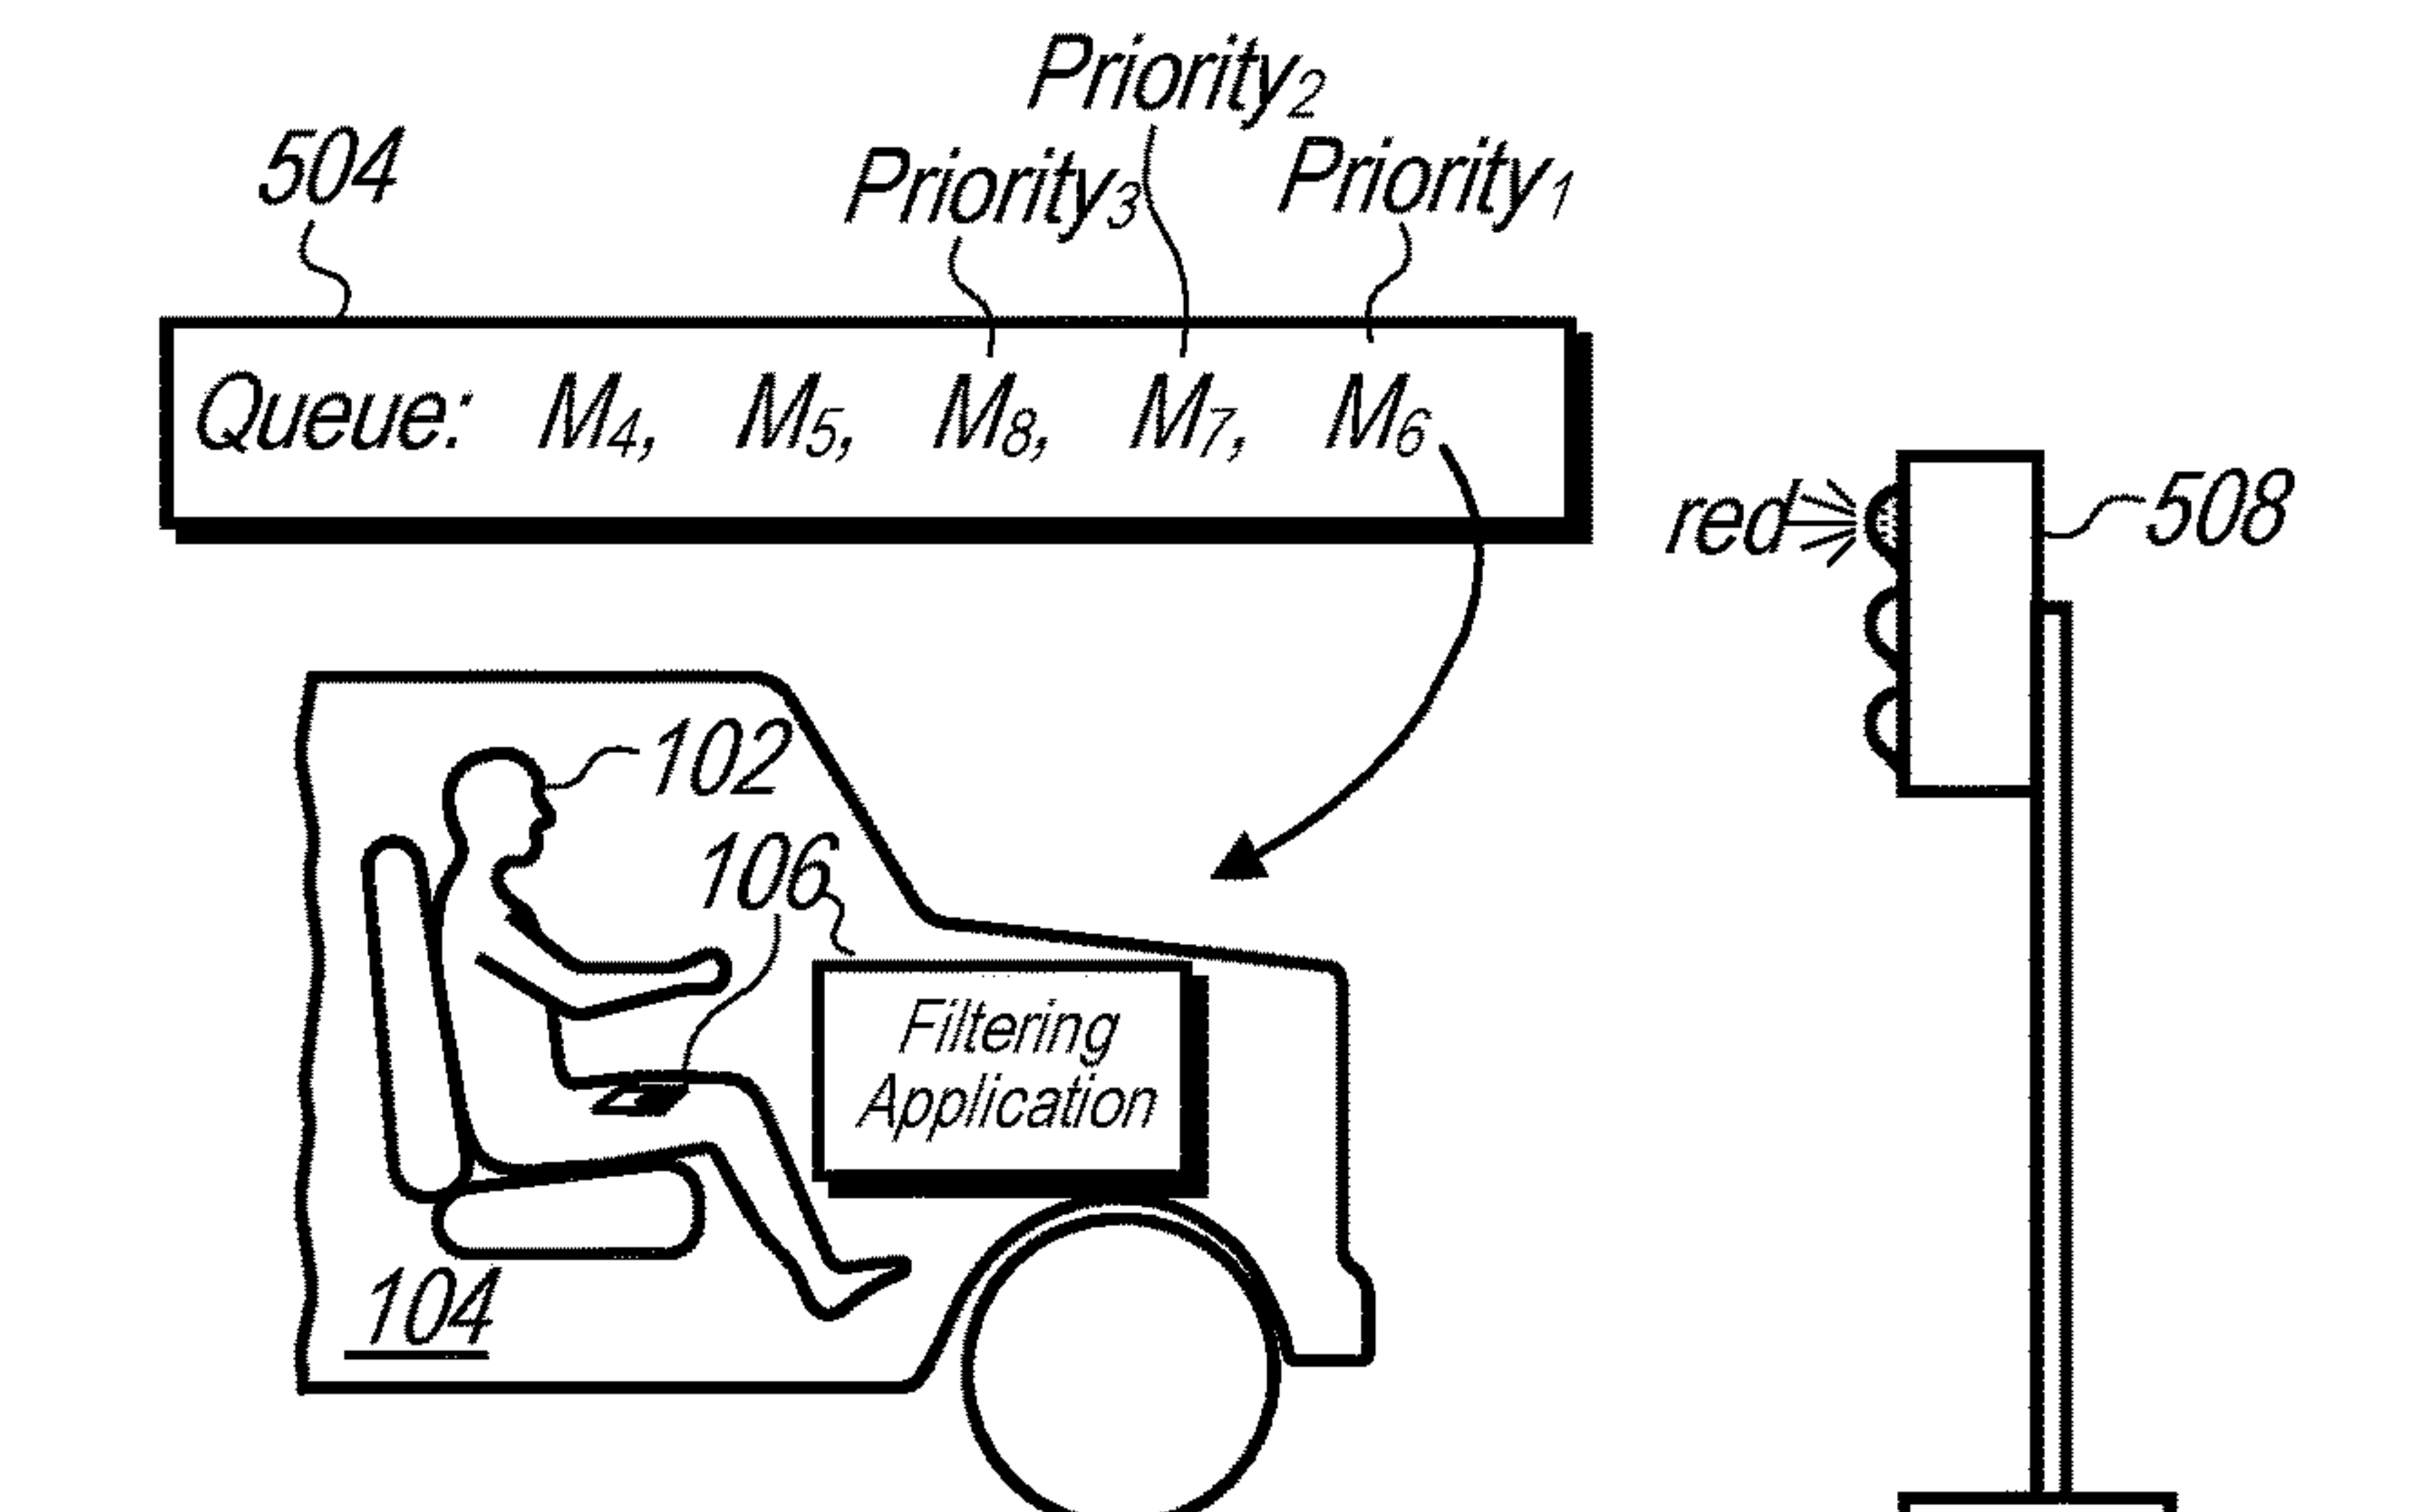 Priority2
504
Priority3
Priority1
Queue: M4, M5, M8, M7, M6
red
508
102
106
Filtering
Application
104